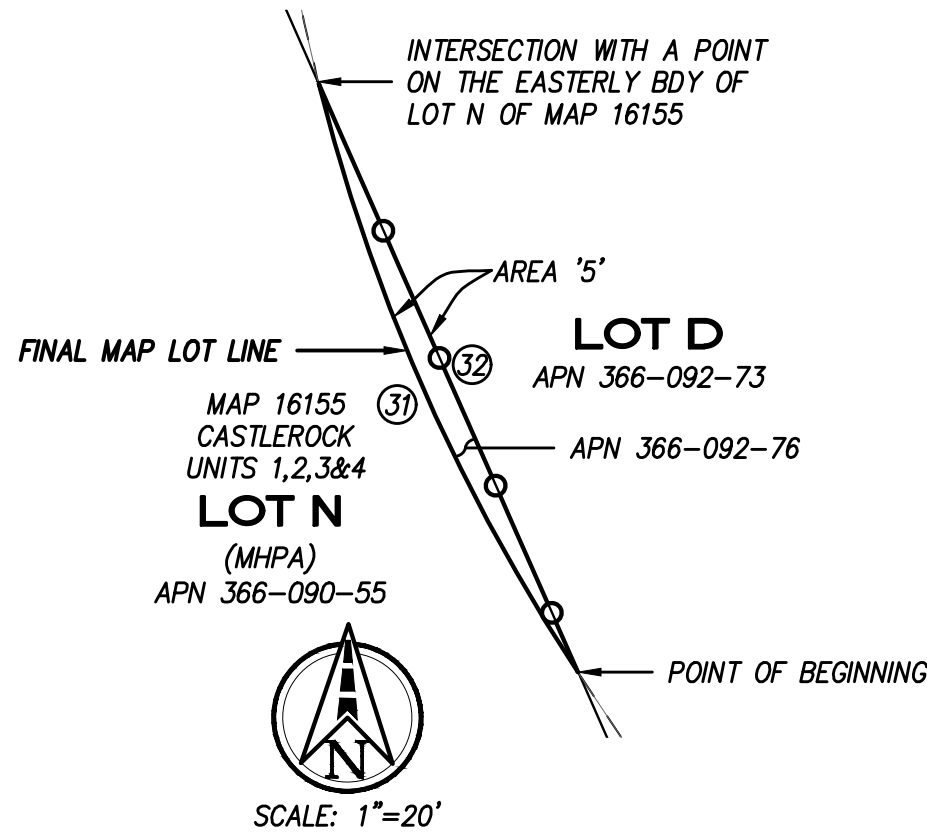 INTERSECTION WITH A POINT
ON THE EASTERLY BDY OF
LOT N OF MAP 16155
AREA '5'
LOT D
APN 366-092-73
FINAL MAP LOT LINE
32
31
MAP 16155
CASTLEROCK
UNITS 1,2,3&4
APN 366-092-76
LOT N
(MHPA)
APN 366-090-55
POINT OF BEGINNING
N
SCALE: 1"=20'